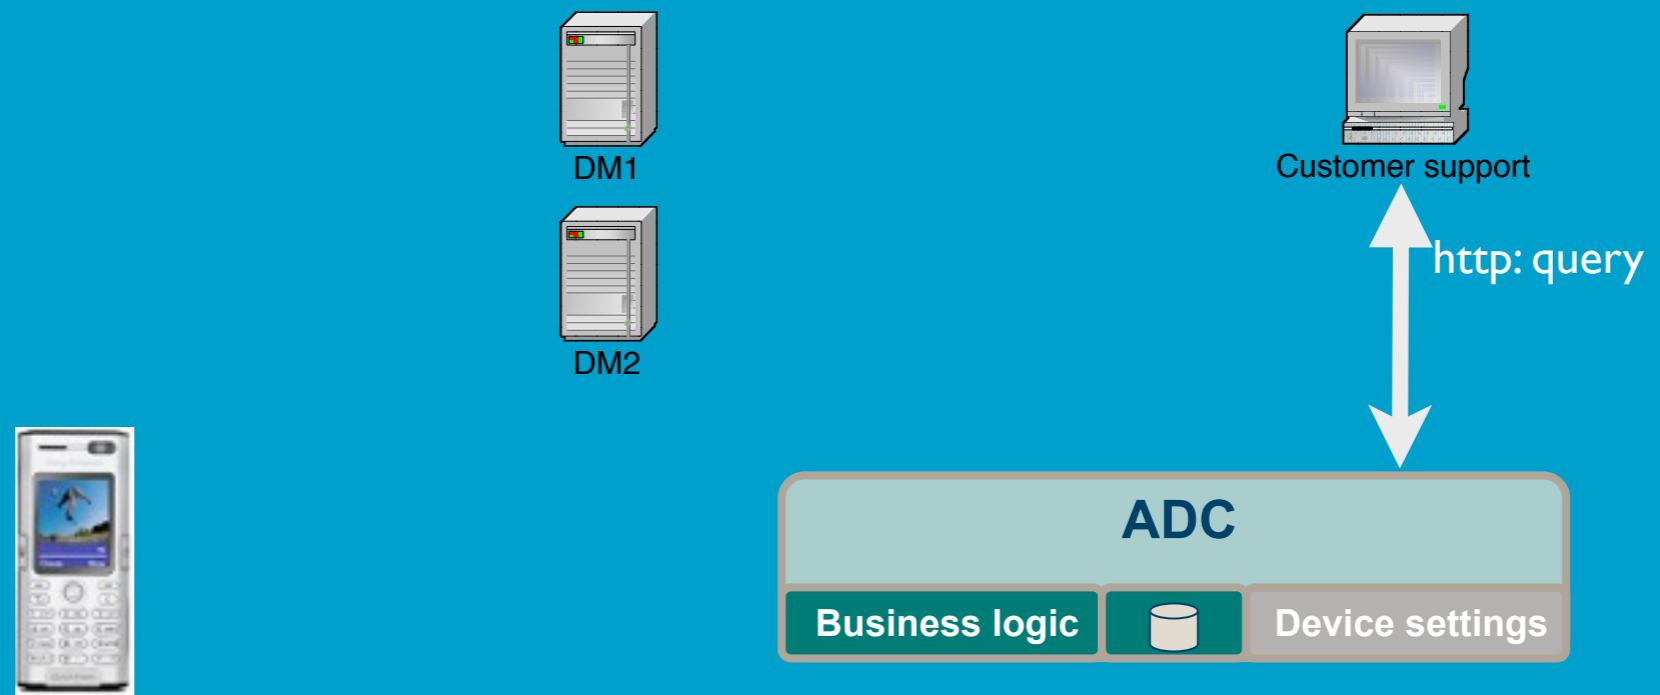 DM1
Customer support
http: query
DM2
ADC
Business logic
Device settings